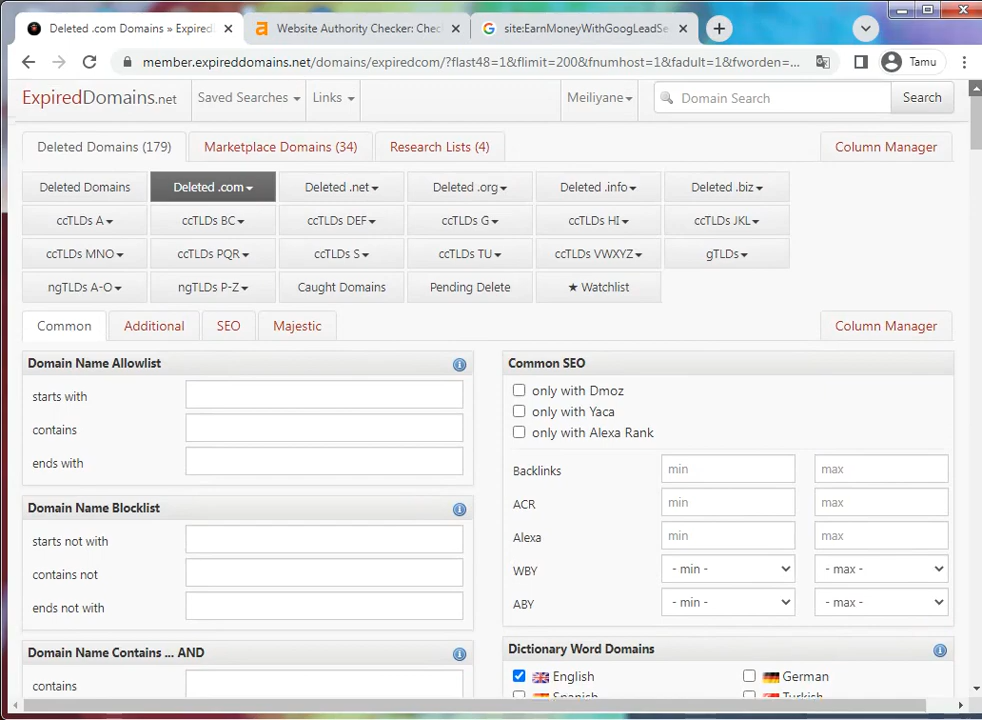 Deleted .com Domains » Expired
Website Authority Checker: Chec
site:EarnMoneyWithGoogLeadSe
member.expireddomains.net/domains/expiredcom/?flast48=1&flimit=200&fnumhost=1&fadult=1&fworden=...
Tamu
ExpiredDomains.net
Saved Searches
Links
Meiliyane
Domain Search
Search
Deleted Domains (179)
Marketplace Domains (34)
Research Lists (4)
Column Manager
Deleted Domains
Deleted .com
Deleted .net
Deleted .org
Deleted .info
Deleted .biz
ccTLDs A
ccTLDs BC
ccTLDs DEF
ccTLDs G
ccTLDs HI
ccTLDs JKL
ccTLDs MNO
ccTLDs PQR
ccTLDs S
ccTLDs TU
ccTLDs VWXYZ
gTLDs
ngTLDs A-O
ngTLDs P-Z
Caught Domains
Pending Delete
★ Watchlist
Common
Additional
SEO
Majestic
Column Manager
Domain Name Allowlist
starts with
contains
ends with
Domain Name Blocklist
starts not with
contains not
ends not with
Domain Name Contains ... AND
contains
Common SEO
only with Dmoz
only with Yaca
only with Alexa Rank
Backlinks
min
max
ACR
min
max
Alexa
min
max
WBY
- min -
- max -
ABY
- min -
- max -
Dictionary Word Domains
English
German
Spanish
Turkish